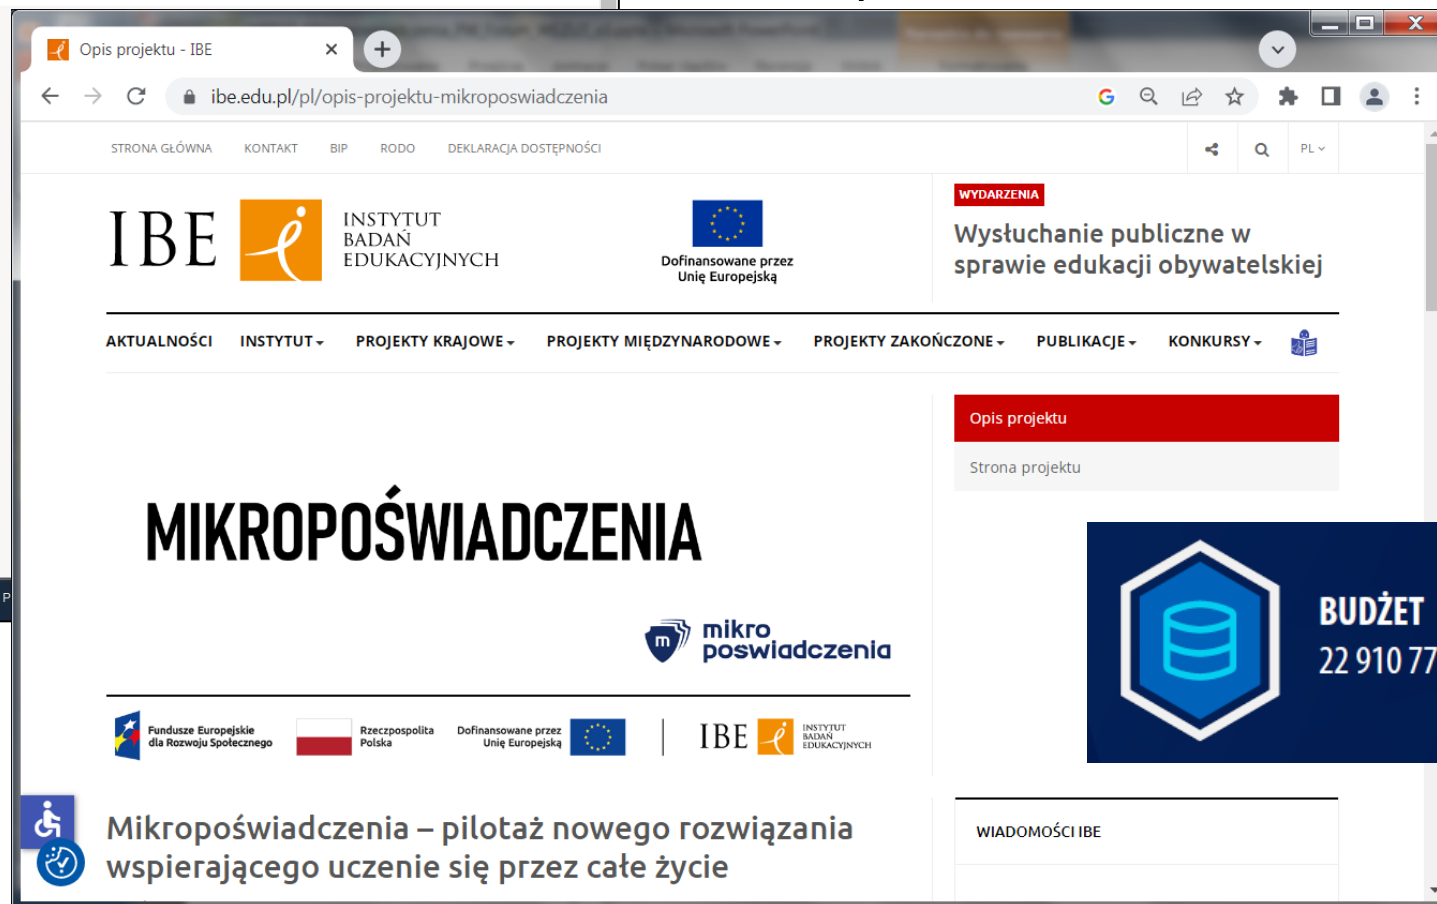 Opis projektu - IBE
ibe.edu.pl/pl/opis-projektu-mikroposwiadczenia
STRONA GŁÓWNA KONTAKT BIP RODO DEKLARACJA DOSTĘPNOŚCI
PL
IBE
INSTYTUT
BADAŃ
EDUKACYJNYCH
Dofinansowane przez
Unię Europejską
WYDARZENIA
Wysłuchanie publiczne w
sprawie edukacji obywatelskiej
AKTUALNOŚCI INSTYTUT PROJEKTY KRAJOWE PROJEKTY MIĘDZYNARODOWE PROJEKTY ZAKOŃCZONE PUBLIKACJE KONKURSY
Opis projektu
Strona projektu
MIKROPOŚWIADCZENIA
m
mikro
poswiadczenia
BUDŻET
22 910 77
Fundusze Europejskie
dla Rozwoju Społecznego
Rzeczpospolita
Polska
Dofinansowane przez
Unię Europejską
IBE
INSTYTUT
BADAŃ
EDUKACYJNYCH
Mikropoświadczenia – pilotaż nowego rozwiązania
wspierającego uczenie się przez całe życie
WIADOMOŚCI IBE
P